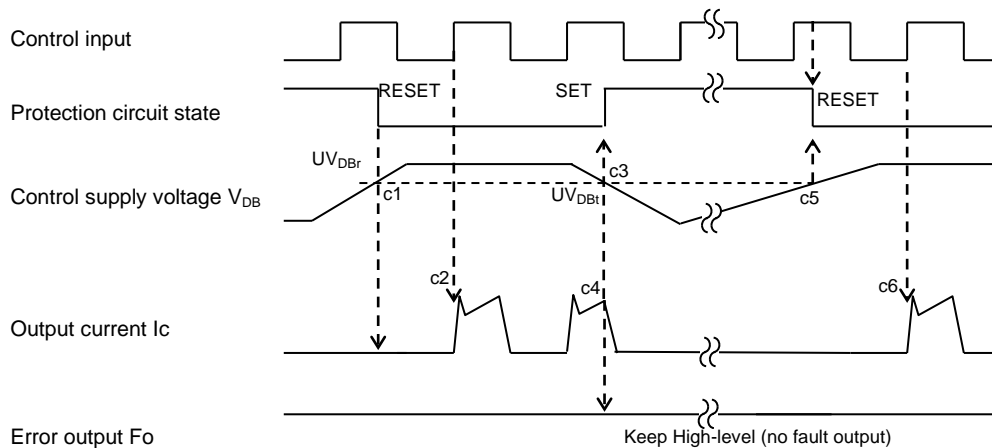 Control input
RESET
SET
RESET
Protection circuit state
UVDBr
c1
c3
UVDBt
c5
Control supply voltage VDB
c2
c4
c6
Output current Ic
Error output Fo
Keep High-level (no fault output)